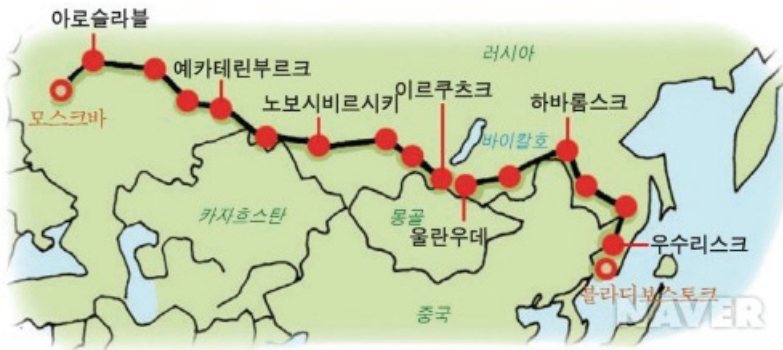 아로슬라블
러시아
예카테린부르크
이르쿠츠크
노보시비르시키
하바롬스크
모스크바
바이칼호
카자흐스탄
몽골
울란우데
우수리스크
블라디보스토크
중국
NAVER